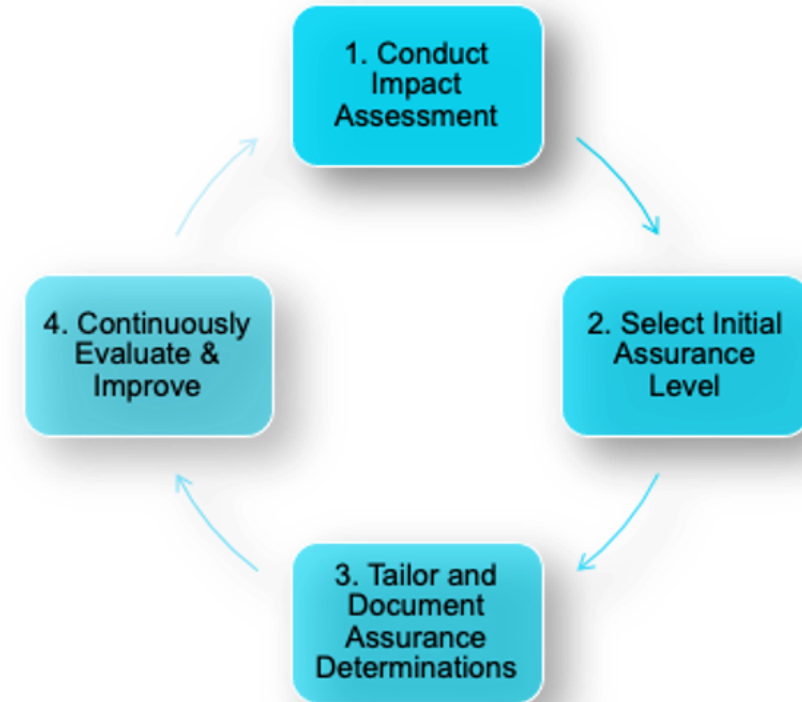 1. Conduct
Impact
Assessment
2. Select Initial
Assurance
Level
3. Tailor and
Document
Assurance
Determinations
4. Continuously
Evaluate &
Improve